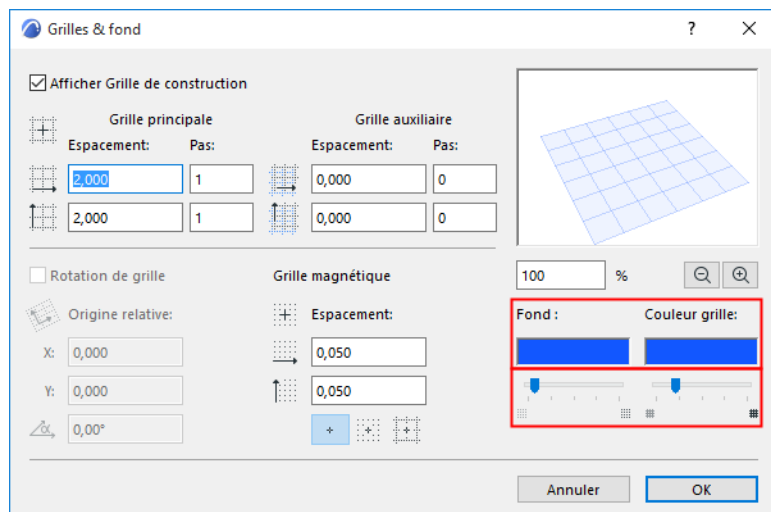 Grilles & fond
Afficher Grille de construction
Grille principale
Grille auxiliaire
Espacement: Pas: Espacement: Pas:
2,000 1 0,000 0
2,000 1 0,000 0
Rotation de grille
Grille magnétique
100 %
Origine relative:
Espacement:
Fond : Couleur grille:
X: 0,000
0,050
Y: 0,000
0,050
α 0,00°
Annuler OK